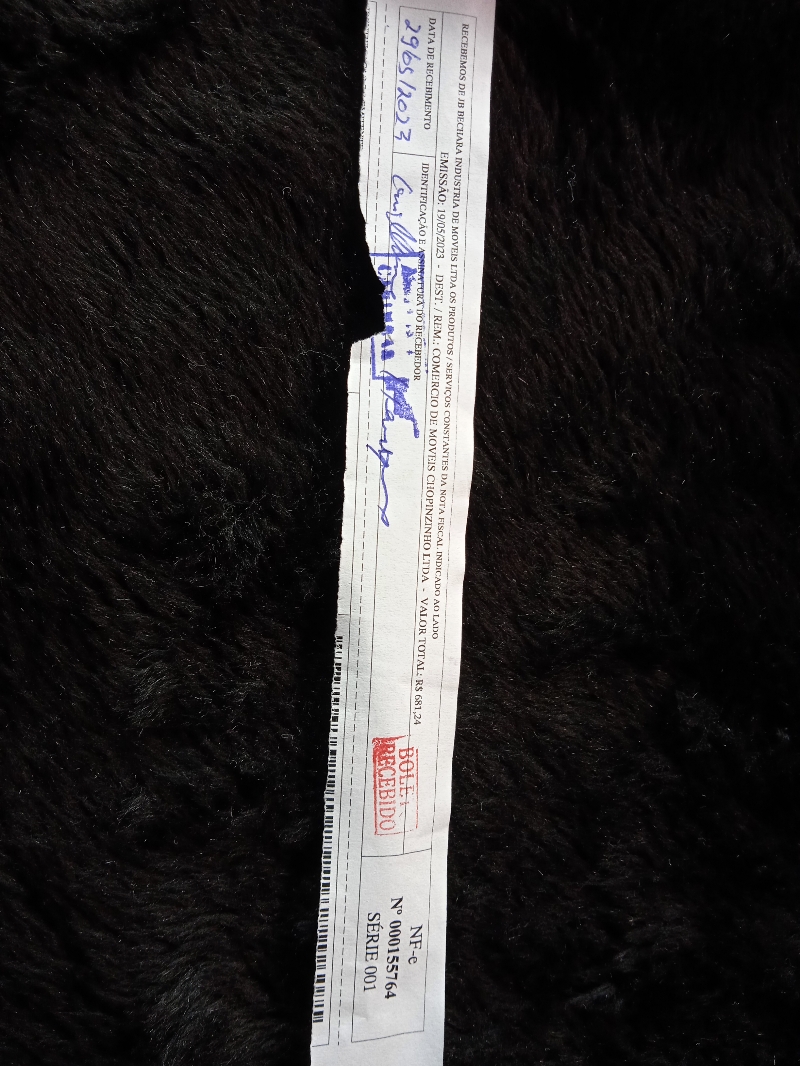 RECEBEMOS DE JB BECHARA INDUSTRIA DE MOVEIS LTDA OS PRODUTOS / SERVIÇOS CONSTANTES DA NOTA FISCAL INDICADO AO LADO
EMISSÃO: 19/05/2023 - DEST. / REM.: COMERCIO DE MOVEIS CHOPINZINHO LTDA - VALOR TOTAL: R$ 681,24
DATA DE RECEBIMENTO
29/05/2023
IDENTIFICAÇÃO E ASSINATURA DO RECEBEDOR
RECEBIDO
NF-e
Nº 000155764
SÉRIE 001